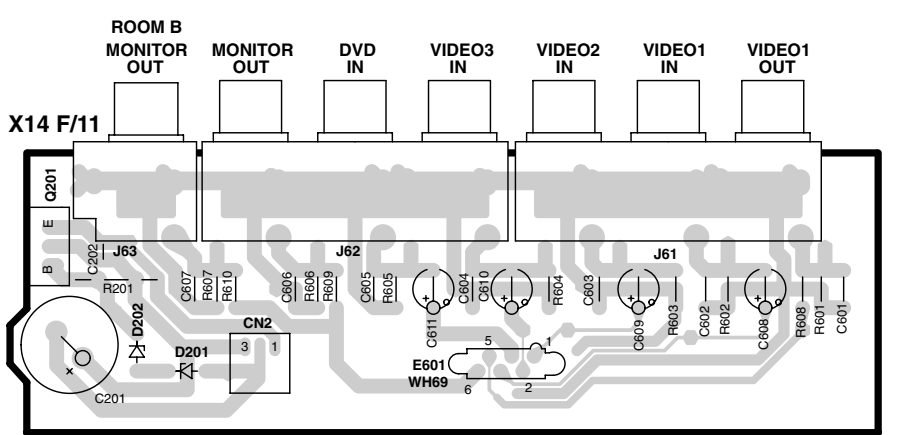 ROOM B
MONITOR OUT
MONITOR OUT
DVD IN
VIDEO3 IN
VIDEO2 IN
VIDEO1 IN
VIDEO1 OUT
X14 F/11
Q201
E
B
C202
J63
J62
J61
R201
C607
R607
R610
C606
R606
R609
C605
R605
C611
C604
C610
R604
C603
C609
R603
C602
R602
C608
R608
R601
C601
+
+
+
D202
D201
CN2
3 1
C201
E601
WH69
5
1
6
2